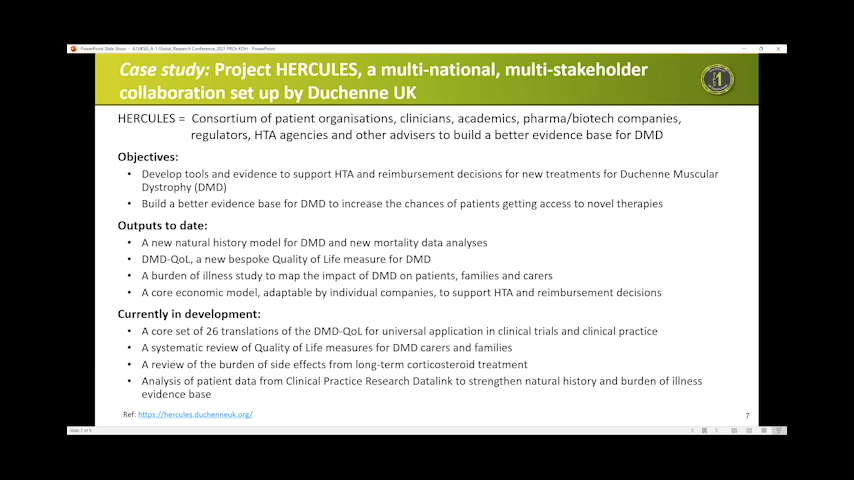 PowerPoint Slide Show - A1UKSG_A-1 Global_Research Conference_2021 PROs KOH - PowerPoint
Case study: Project HERCULES, a multi-national, multi-stakeholder
collaboration set up by Duchenne UK
HERCULES = Consortium of patient organisations, clinicians, academics, pharma/biotech companies,
regulators, HTA agencies and other advisers to build a better evidence base for DMD
Objectives:
• Develop tools and evidence to support HTA and reimbursement decisions for new treatments for Duchenne Muscular
Dystrophy (DMD)
• Build a better evidence base for DMD to increase the chances of patients getting access to novel therapies
Outputs to date:
• A new natural history model for DMD and new mortality data analyses
• DMD-QoL, a new bespoke Quality of Life measure for DMD
• A burden of illness study to map the impact of DMD on patients, families and carers
• A core economic model, adaptable by individual companies, to support HTA and reimbursement decisions
Currently in development:
• A core set of 26 translations of the DMD-QoL for universal application in clinical trials and clinical practice
• A systematic review of Quality of Life measures for DMD carers and families
• A review of the burden of side effects from long-term corticosteroid treatment
• Analysis of patient data from Clinical Practice Research Datalink to strengthen natural history and burden of illness
evidence base
Ref: https://hercules.duchenneuk.org/
7